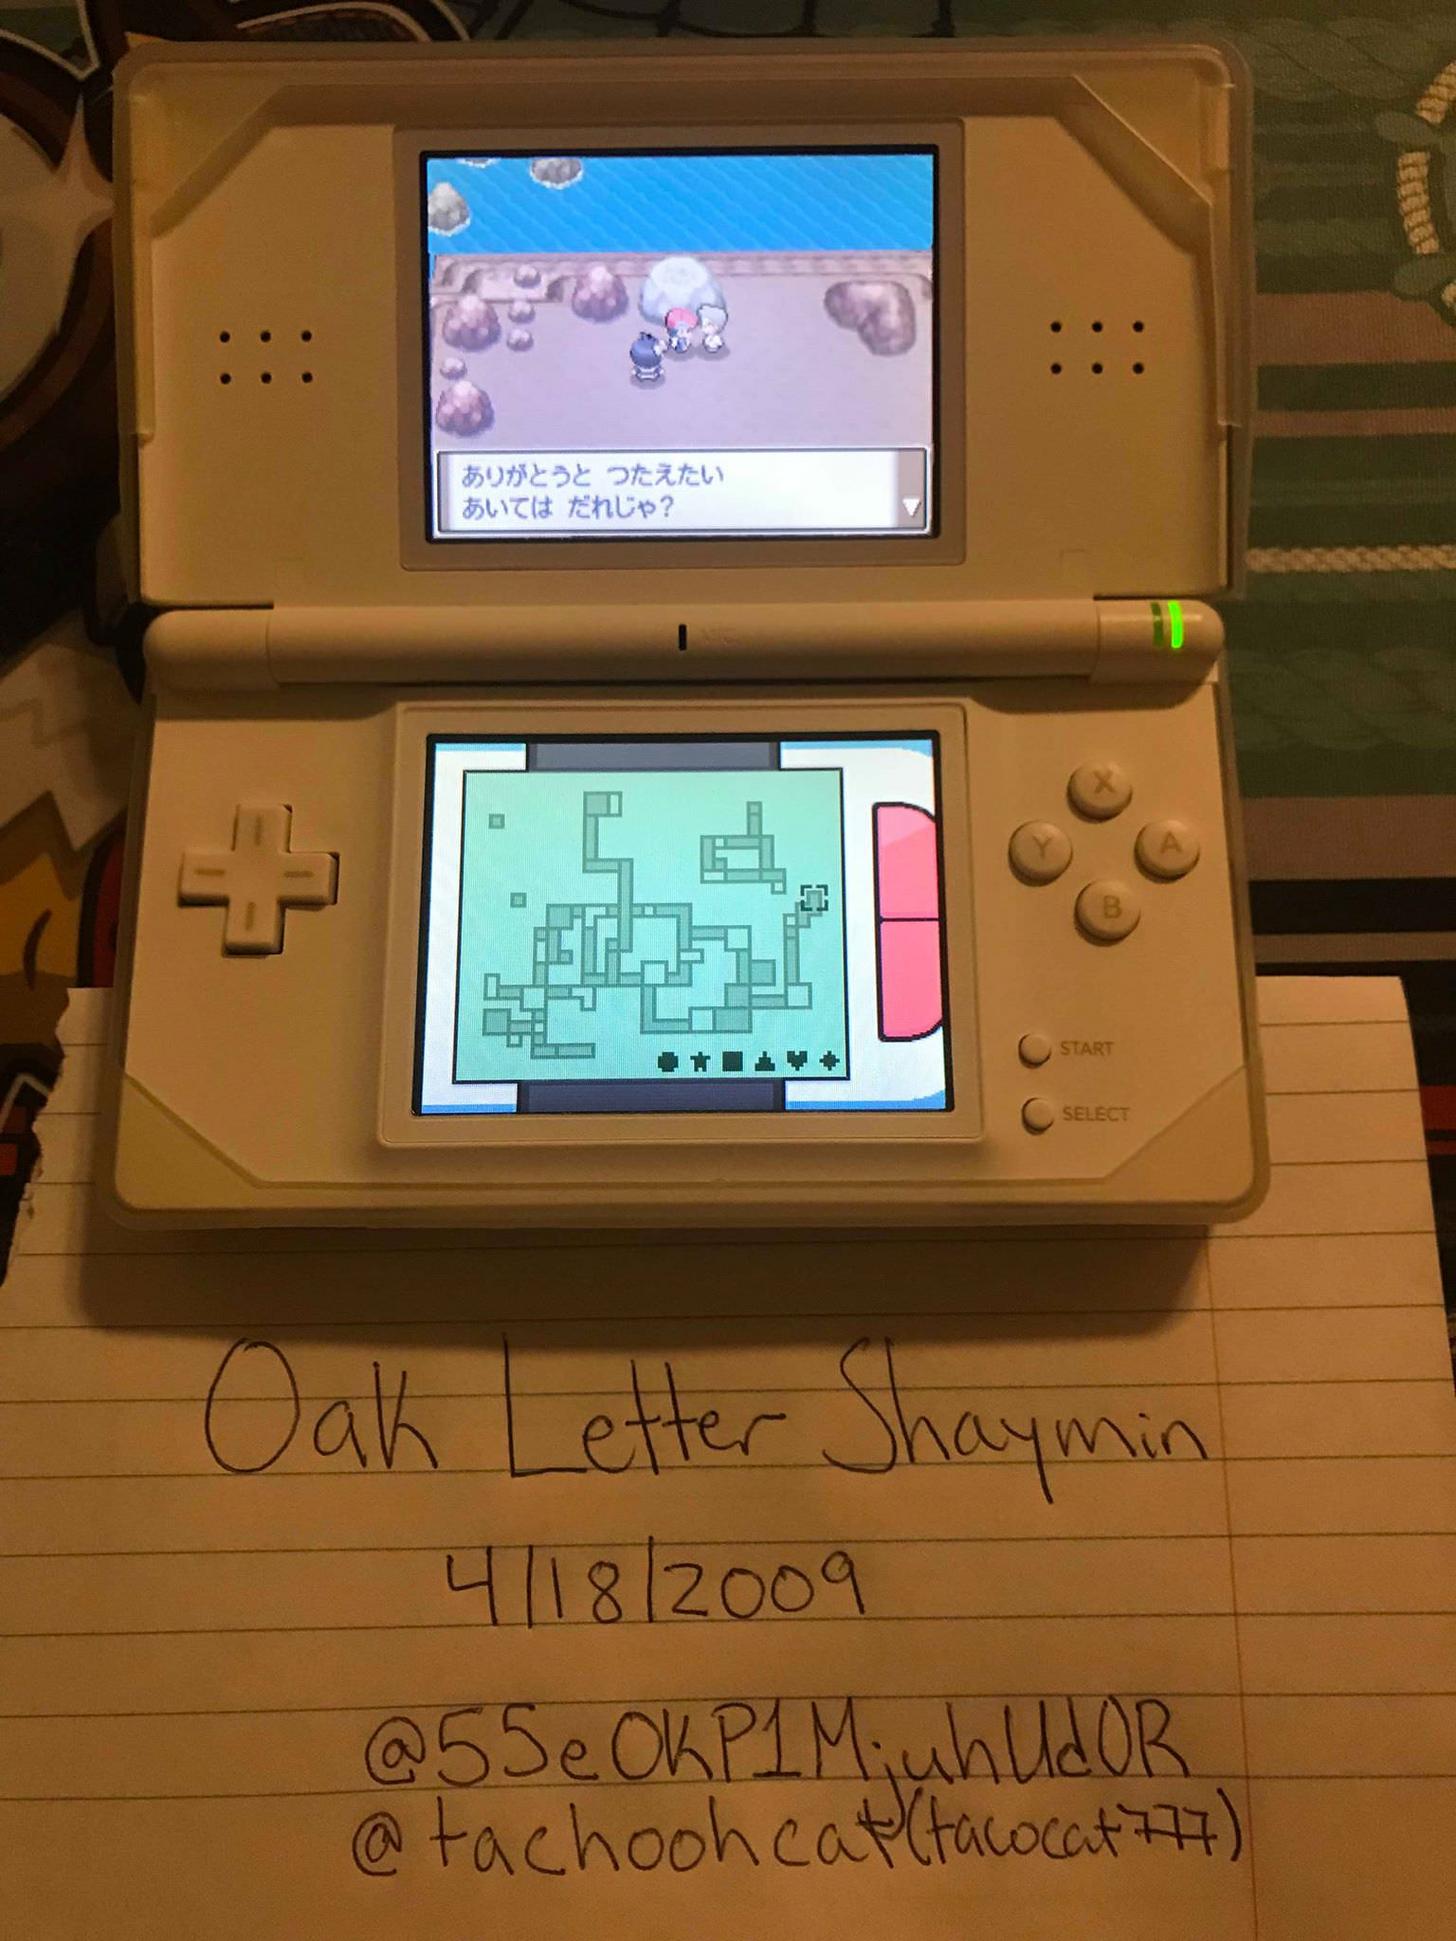 ありがとうと つたえたい
あいては だれじゃ?
X
Y
A
B
START
SELECT
Oak Letter Shaymin
4/18/2009
@55eOKP1MjuhUdOR
@tachoohcat(tacocat777)